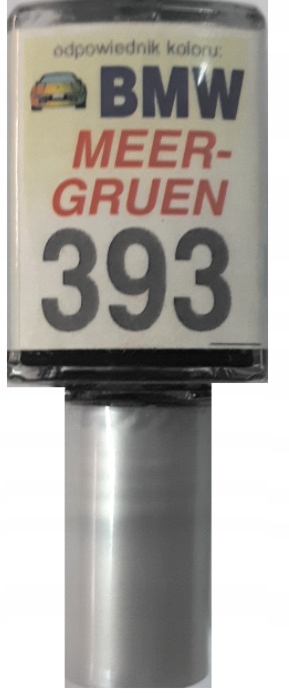 odpowiednik koloru:
BMW
MEER-
GRUEN
393